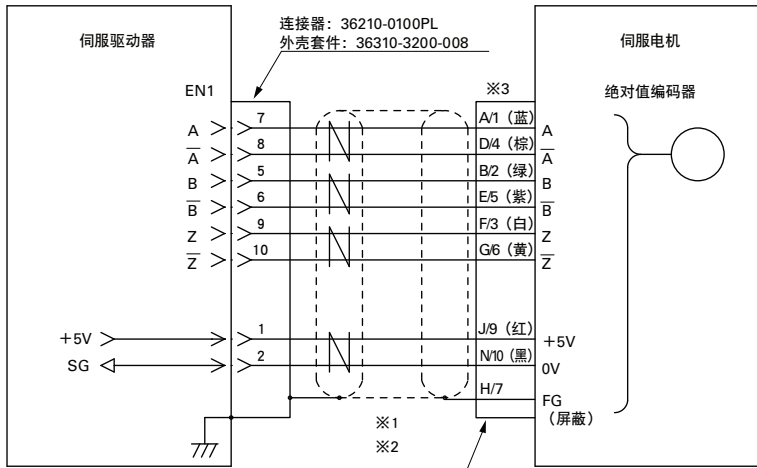 连接器：36210-0100PL
外壳套件：36310-3200-008
伺服驱动器
伺服电机
EN1
※3
绝对值编码器
A 7 A/1（蓝） A
A̅ 8 D/4（棕） A̅
B 5 B/2（绿） B
B̅ 6 E/5（紫） B̅
Z 9 F/3（白） Z
Z̅ 10 G/6（黄） Z̅
+5V 1 J/9（红） +5V
SG 2 N/10（黑） 0V
H/7 FG
（屏蔽）
※1
※2